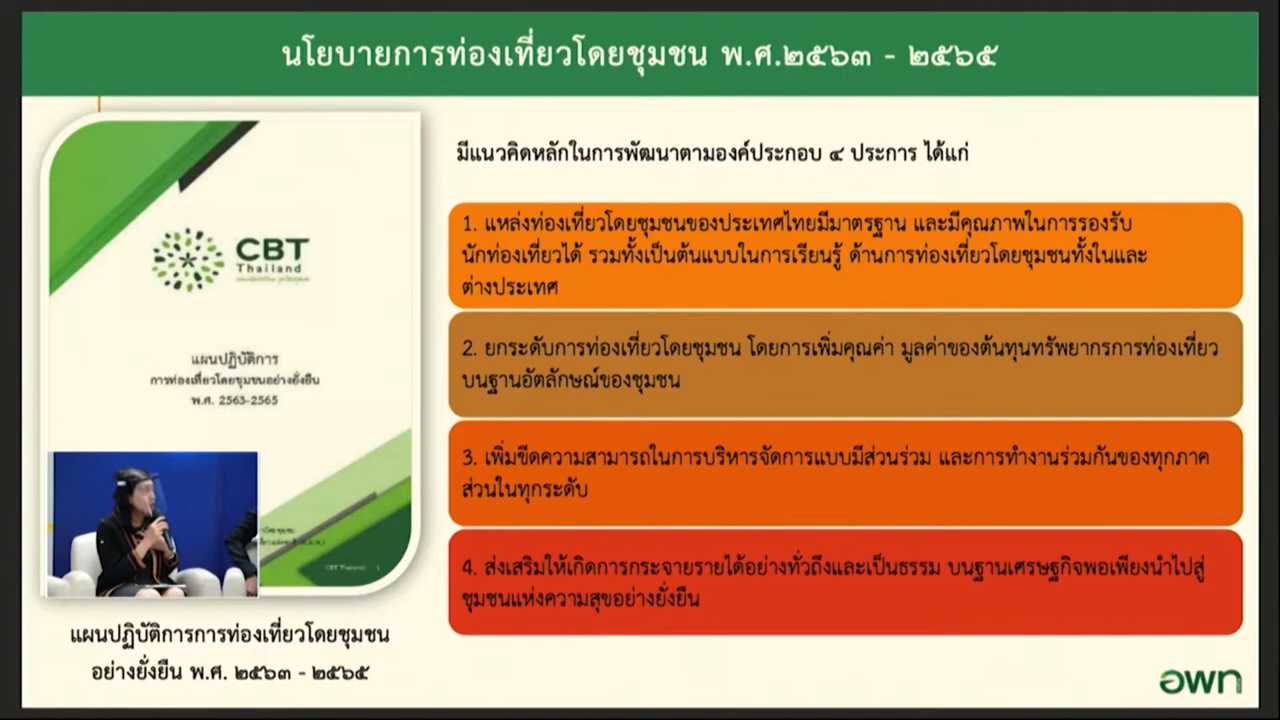 นโยบายการท่องเที่ยวโดยชุมชน พ.ศ.๒๕๖๓ - ๒๕๖๕
CBT
Thailand
แผนปฏิบัติการ
การท่องเที่ยวโดยชุมชนอย่างยั่งยืน
พ.ศ. 2563-2565
CBT Thailand
แผนปฏิบัติการการท่องเที่ยวโดยชุมชน
อย่างยั่งยืน พ.ศ. ๒๕๖๓ - ๒๕๖๕
มีแนวคิดหลักในการพัฒนาตามองค์ประกอบ ๔ ประการ ได้แก่
1. แหล่งท่องเที่ยวโดยชุมชนของประเทศไทยมีมาตรฐาน และมีคุณภาพในการรองรับ
นักท่องเที่ยวได้ รวมทั้งเป็นต้นแบบในการเรียนรู้ ด้านการท่องเที่ยวโดยชุมชนทั้งในและ
ต่างประเทศ
2. ยกระดับการท่องเที่ยวโดยชุมชน โดยการเพิ่มคุณค่า มูลค่าของต้นทุนทรัพยากรการท่องเที่ยว
บนฐานอัตลักษณ์ของชุมชน
3. เพิ่มขีดความสามารถในการบริหารจัดการแบบมีส่วนร่วม และการทำงานร่วมกันของทุกภาค
ส่วนในทุกระดับ
4. ส่งเสริมให้เกิดการกระจายรายได้อย่างทั่วถึงและเป็นธรรม บนฐานเศรษฐกิจพอเพียงนำไปสู่
ชุมชนแห่งความสุขอย่างยั่งยืน
อพท